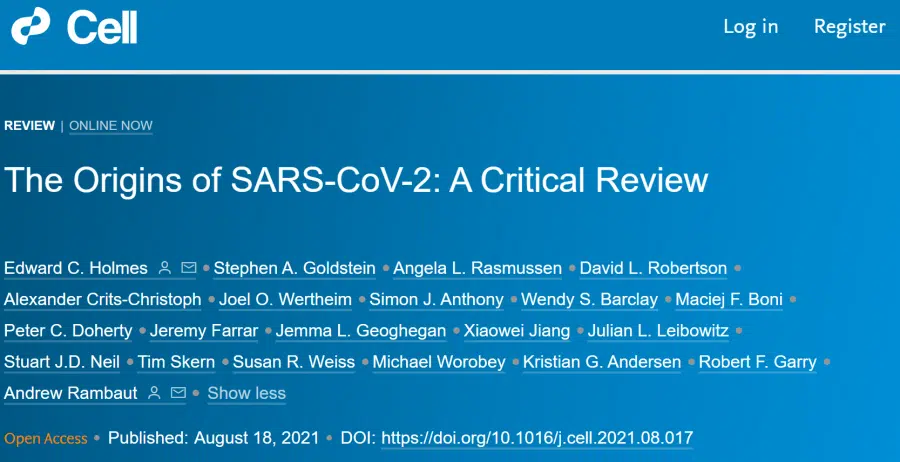 Cell
Log in Register
REVIEW | ONLINE NOW
The Origins of SARS-CoV-2: A Critical Review
Edward C. Holmes • Stephen A. Goldstein • Angela L. Rasmussen • David L. Robertson •
Alexander Crits-Christoph • Joel O. Wertheim • Simon J. Anthony • Wendy S. Barclay • Maciej F. Boni •
Peter C. Doherty • Jeremy Farrar • Jemma L. Geoghegan • Xiaowei Jiang • Julian L. Leibowitz •
Stuart J.D. Neil • Tim Skern • Susan R. Weiss • Michael Worobey • Kristian G. Andersen • Robert F. Garry •
Andrew Rambaut • Show less
Open Access • Published: August 18, 2021 • DOI: https://doi.org/10.1016/j.cell.2021.08.017